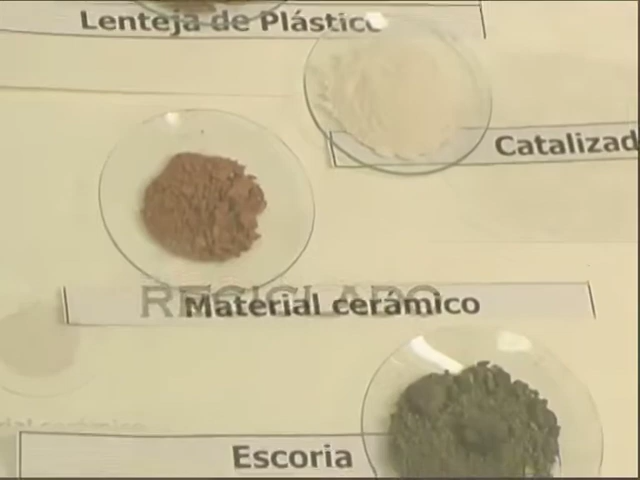 Lenteja de Plástico
Catalizad
RECICLADO
Material cerámico
Escoria